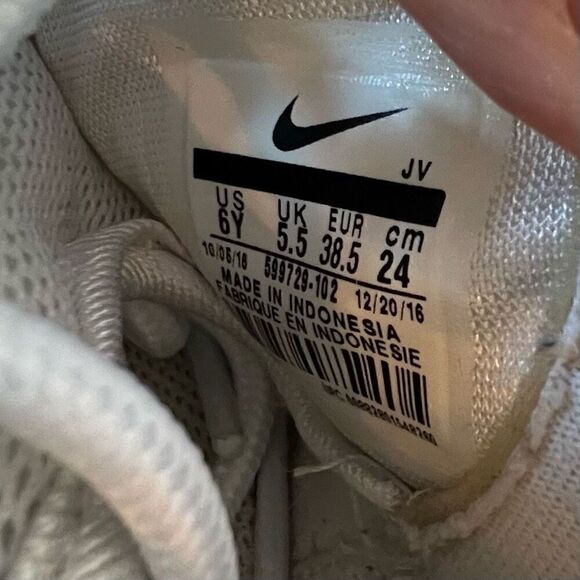 JV
US UK EUR cm
6Y 5.5 38.5 24
10/06/16 599729-102 12/20/16
MADE IN INDONESIA
FABRIQUE EN INDONESIE
UPC